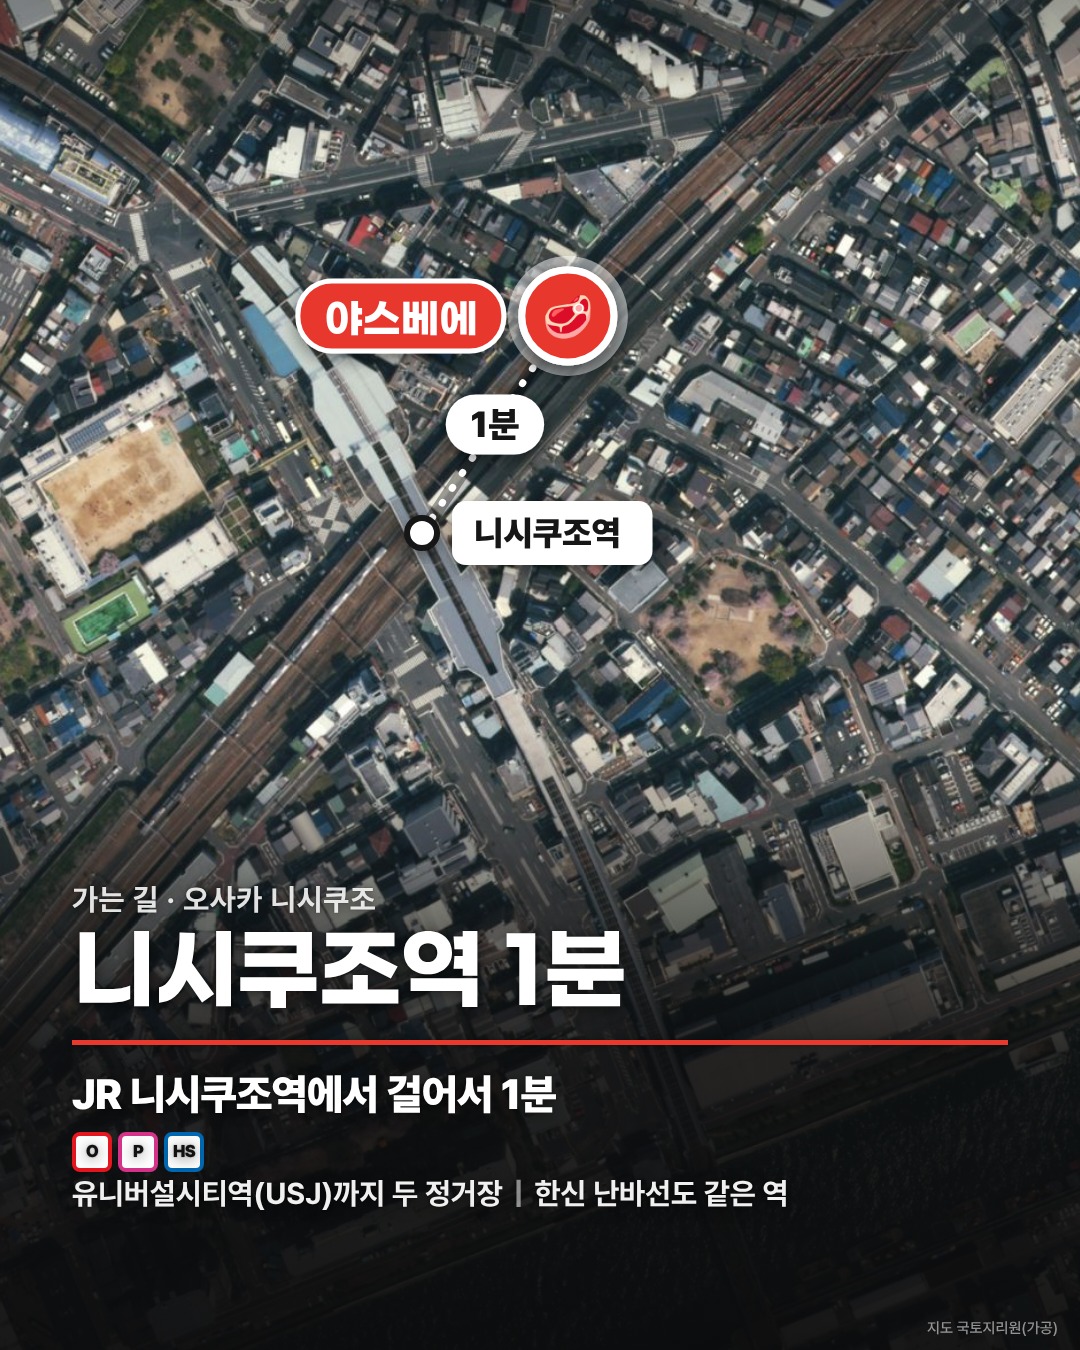 야스베에
1분
니시쿠조역
가는 길 · 오사카 니시쿠조
니시쿠조역 1분
JR 니시쿠조역에서 걸어서 1분
O P HS
유니버설시티역(USJ)까지 두 정거장 | 한신 난바선도 같은 역
지도 국토지리원(가공)